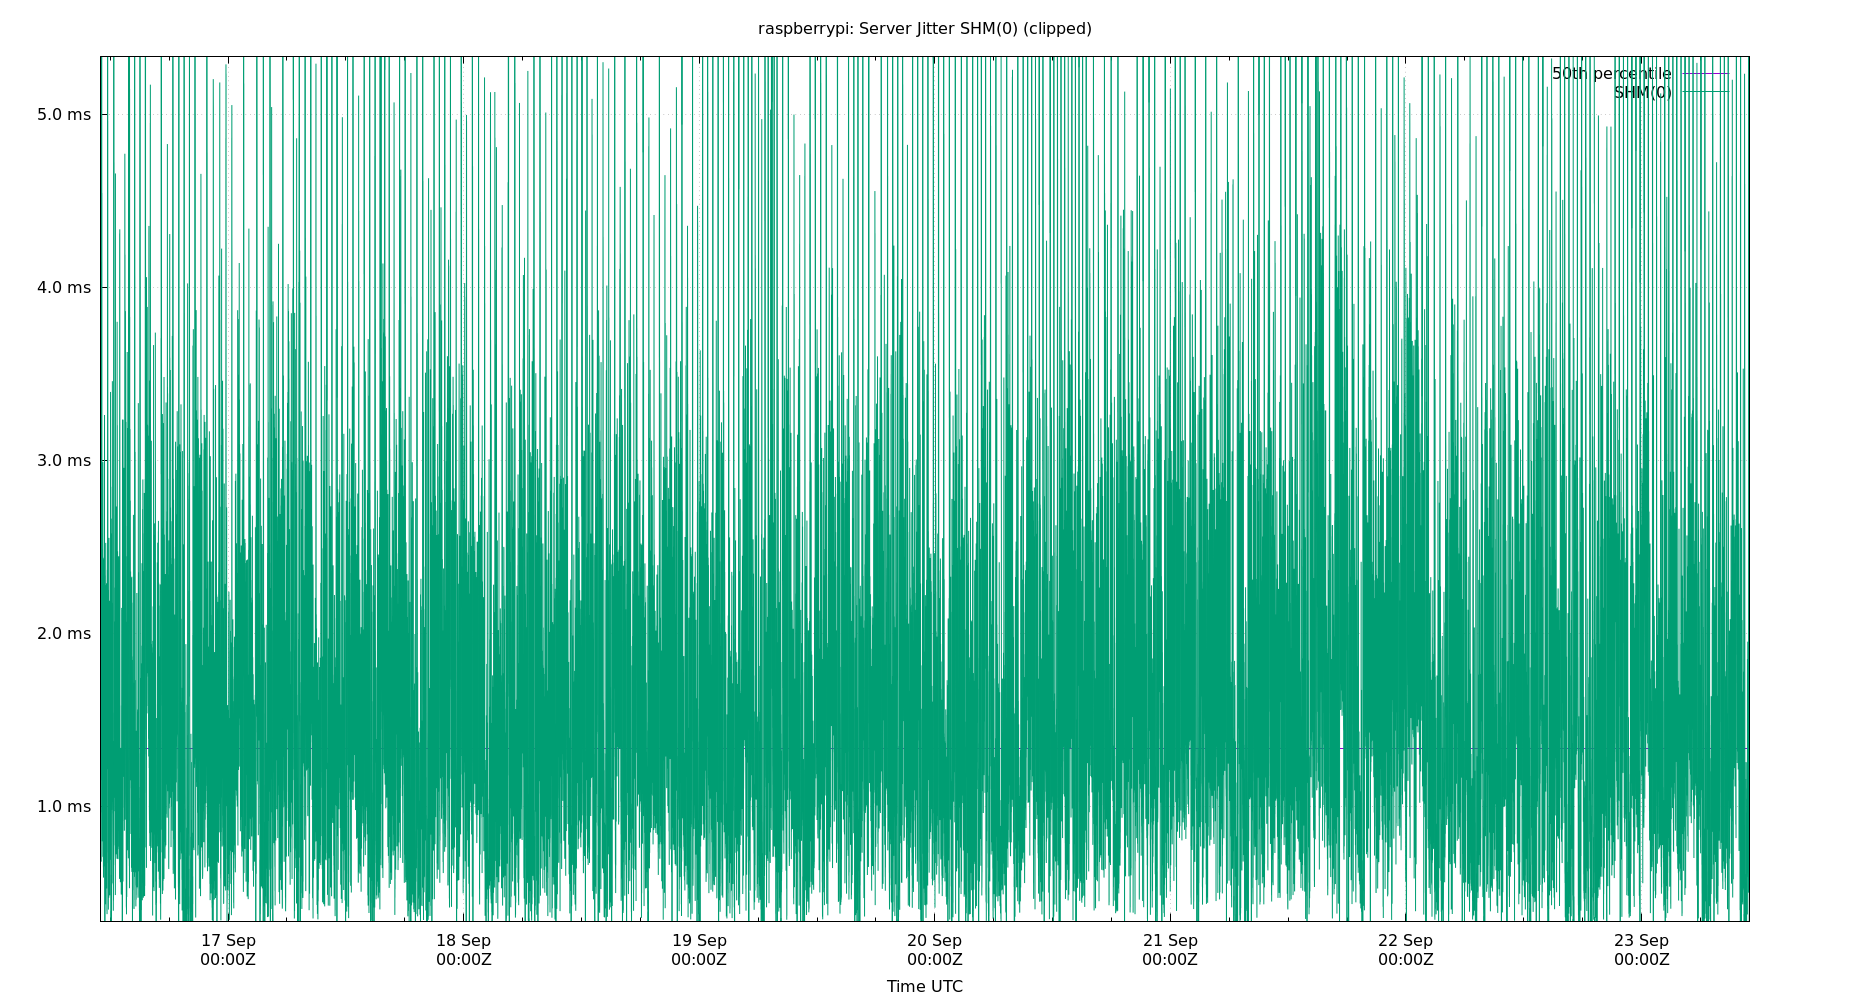 raspberrypi: Server Jitter SHM(0) (clipped)
50th percentile
SHM(0)
5.0 ms
4.0 ms
3.0 ms
2.0 ms
1.0 ms
17 Sep 18 Sep 19 Sep 20 Sep 21 Sep 22 Sep 23 Sep
00:00Z 00:00Z 00:00Z 00:00Z 00:00Z 00:00Z 00:00Z
Time UTC